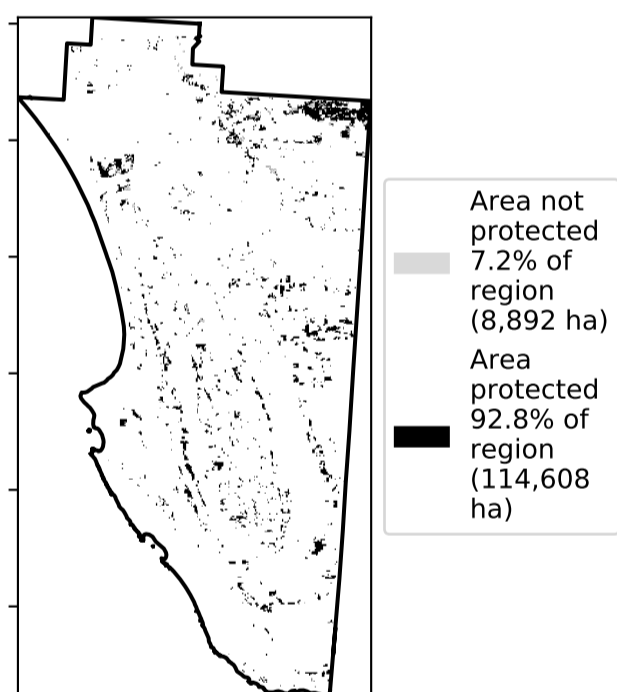 Area not
protected
7.2% of
region
(8,892 ha)
Area
protected
92.8% of
region
(114,608
ha)